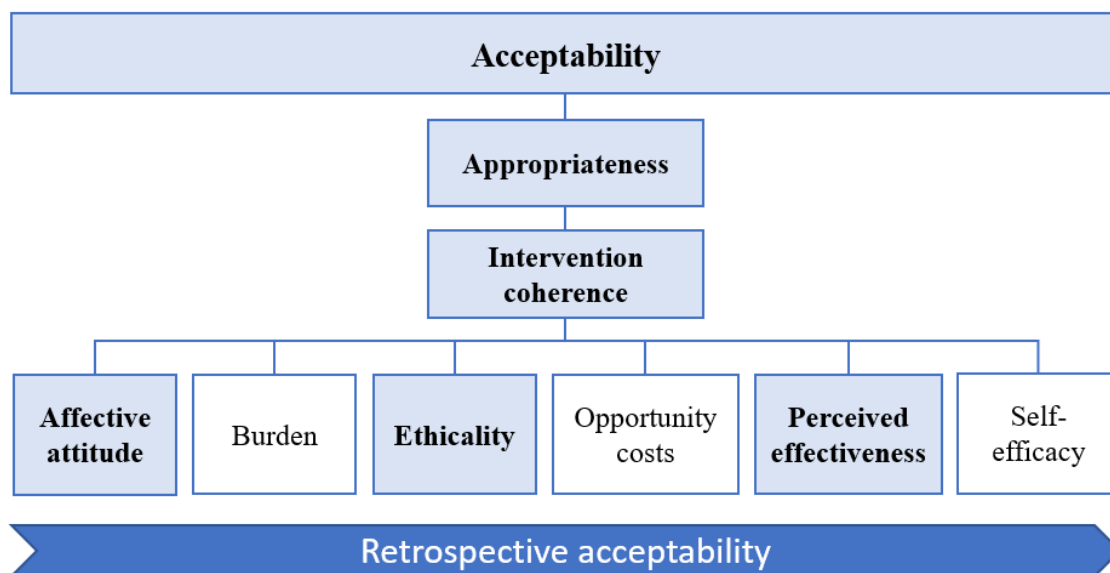 Acceptability
Appropriateness
Intervention
coherence
Affective
attitude
Burden
Ethicality
Opportunity
costs
Perceived
effectiveness
Self-
efficacy
Retrospective acceptability